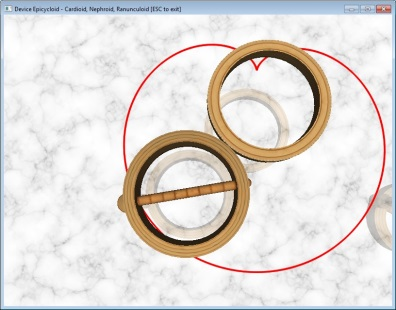 Device Epicycloid - Cardioid, Nephroid, Ranunculoid [ESC to exit]